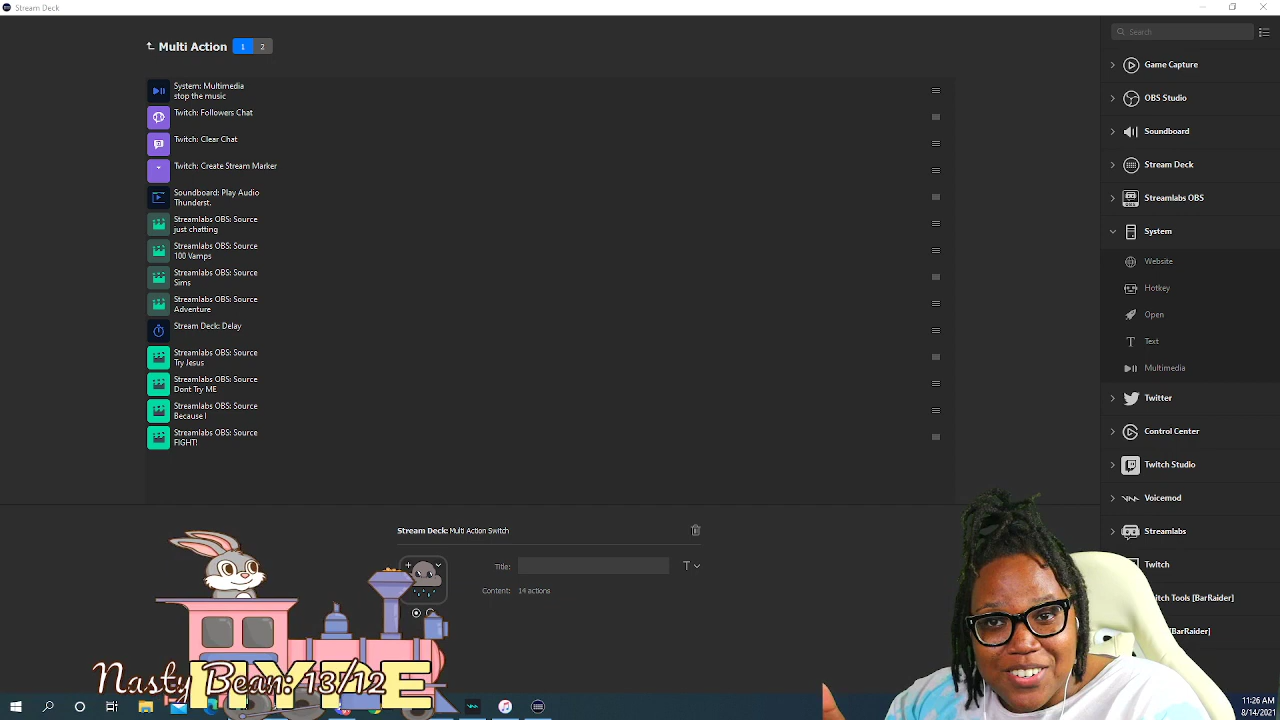 Stream Deck
Multi Action 1 2
System: Multimedia
stop the music
Twitch: Followers Chat
Twitch: Clear Chat
Twitch: Create Stream Marker
Soundboard: Play Audio
Thunderst.
Streamlabs OBS: Source
just chatting
Streamlabs OBS: Source
100 Vamps
Streamlabs OBS: Source
Sims
Streamlabs OBS: Source
Adventure
Stream Deck: Delay
Streamlabs OBS: Source
Try Jesus
Streamlabs OBS: Source
Dont Try ME
Streamlabs OBS: Source
Because I
Streamlabs OBS: Source
FIGHT!
Search
Game Capture
OBS Studio
Soundboard
Stream Deck
Streamlabs OBS
System
Website
Hotkey
Open
Text
Multimedia
Twitter
Control Center
Twitch Studio
Voicemod
Streamlabs
Twitch
tch Tools [BarRaider]
[BarRaider]
Stream Deck: Multi Action Switch
Title:
Content: 14 actions
HYPE
Nasty Bean: 13/12
11:26 AM
8/14/2021